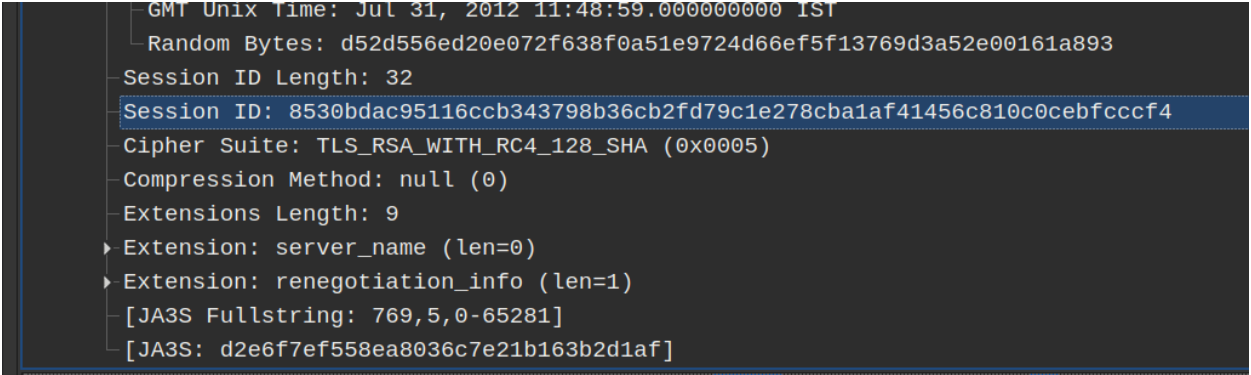 GMT Unix Time: Jul 31, 2012 11:48:59.000000000 IST
Random Bytes: d52d556ed20e072f638f0a51e9724d66ef5f13769d3a52e00161a893
Session ID Length: 32
Session ID: 8530bdac95116ccb343798b36cb2fd79c1e278cba1af41456c810c0cebfcccf4
Cipher Suite: TLS_RSA_WITH_RC4_128_SHA (0x0005)
Compression Method: null (0)
Extensions Length: 9
Extension: server_name (len=0)
Extension: renegotiation_info (len=1)
[JA3S Fullstring: 769,5,0-65281]
[JA3S: d2e6f7ef558ea8036c7e21b163b2d1af]